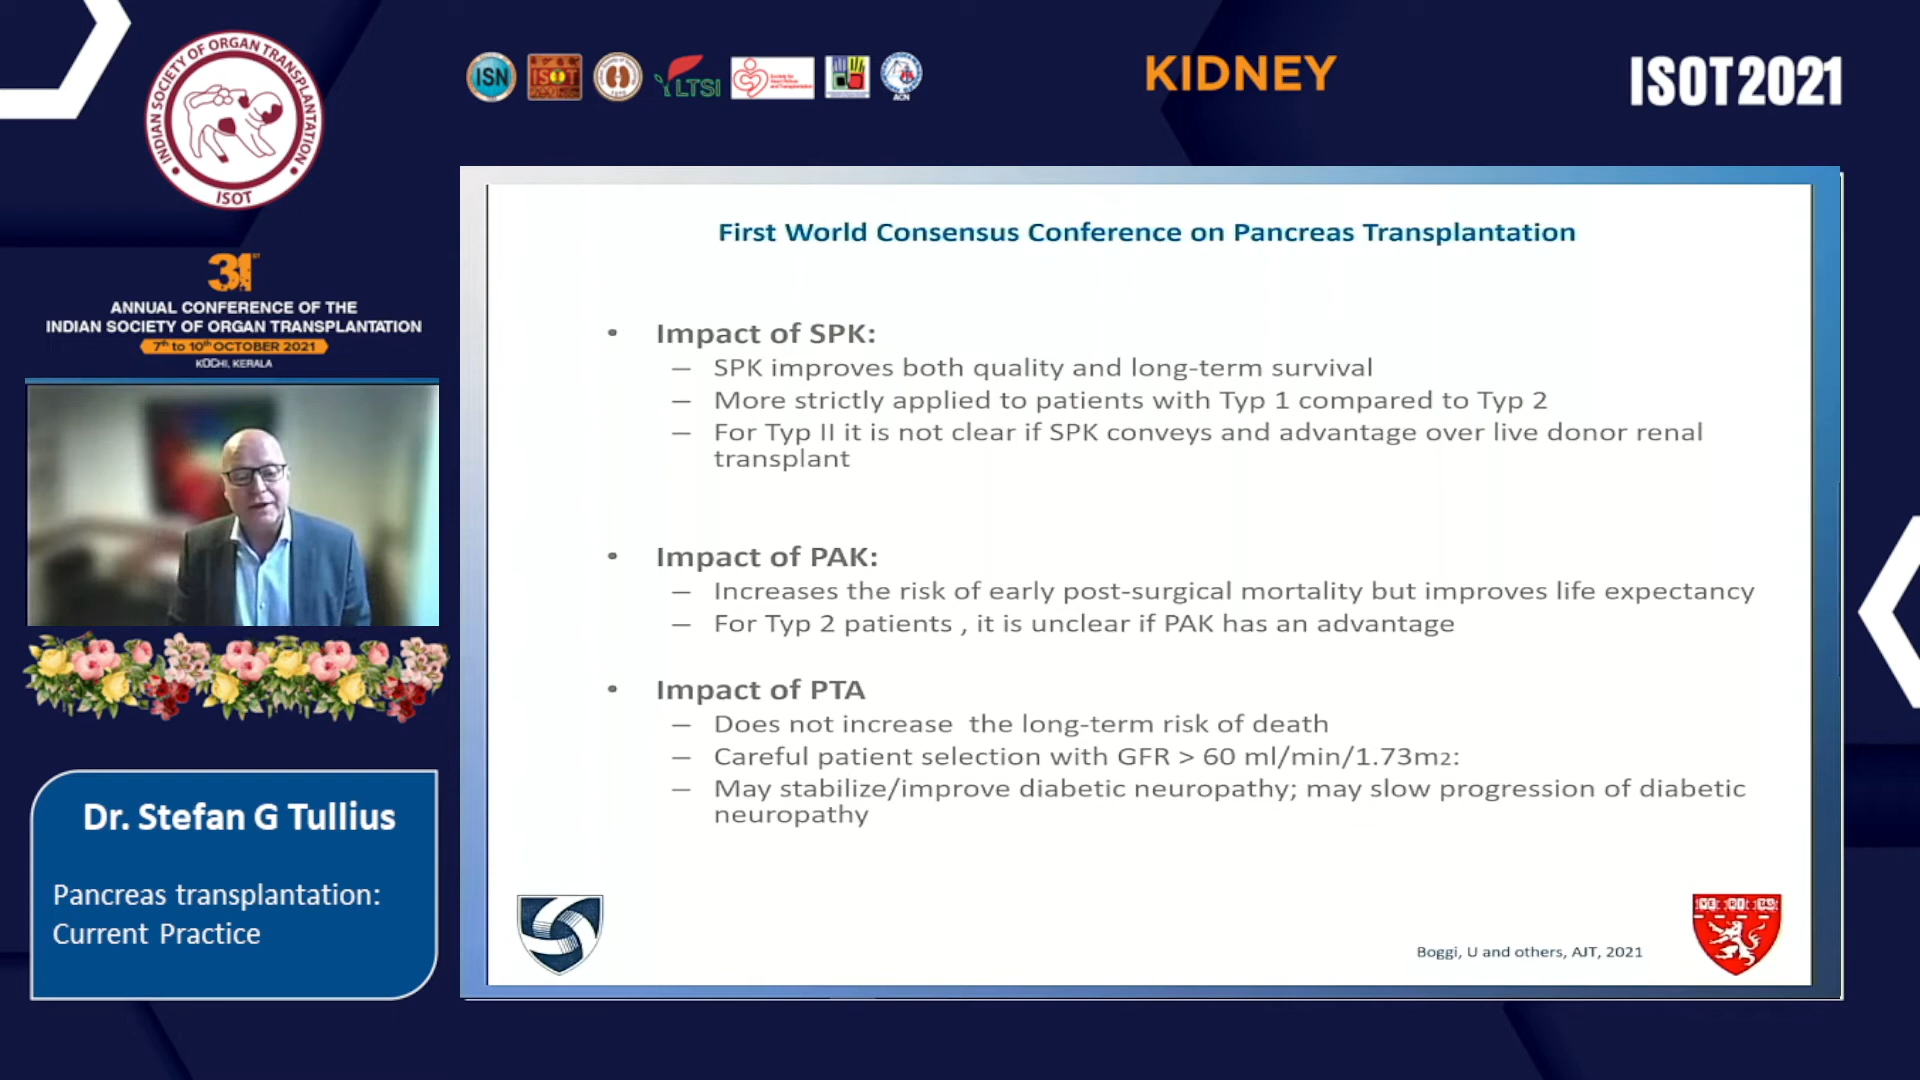 INDIAN SOCIETY OF ORGAN TRANSPLANTATION
ISOT
ISN
ISOT
LTSI
ACN
KIDNEY
ISOT2021
31ST
ANNUAL CONFERENCE OF THE
INDIAN SOCIETY OF ORGAN TRANSPLANTATION
7th to 10th OCTOBER 2021
KOCHI, KERALA
Dr. Stefan G Tullius
Pancreas transplantation:
Current Practice
First World Consensus Conference on Pancreas Transplantation
• Impact of SPK:
– SPK improves both quality and long-term survival
– More strictly applied to patients with Typ 1 compared to Typ 2
– For Typ II it is not clear if SPK conveys and advantage over live donor renal
transplant
• Impact of PAK:
– Increases the risk of early post-surgical mortality but improves life expectancy
– For Typ 2 patients , it is unclear if PAK has an advantage
• Impact of PTA
– Does not increase  the long-term risk of death
– Careful patient selection with GFR > 60 ml/min/1.73m2:
– May stabilize/improve diabetic neuropathy; may slow progression of diabetic
neuropathy
Boggi, U and others, AJT, 2021